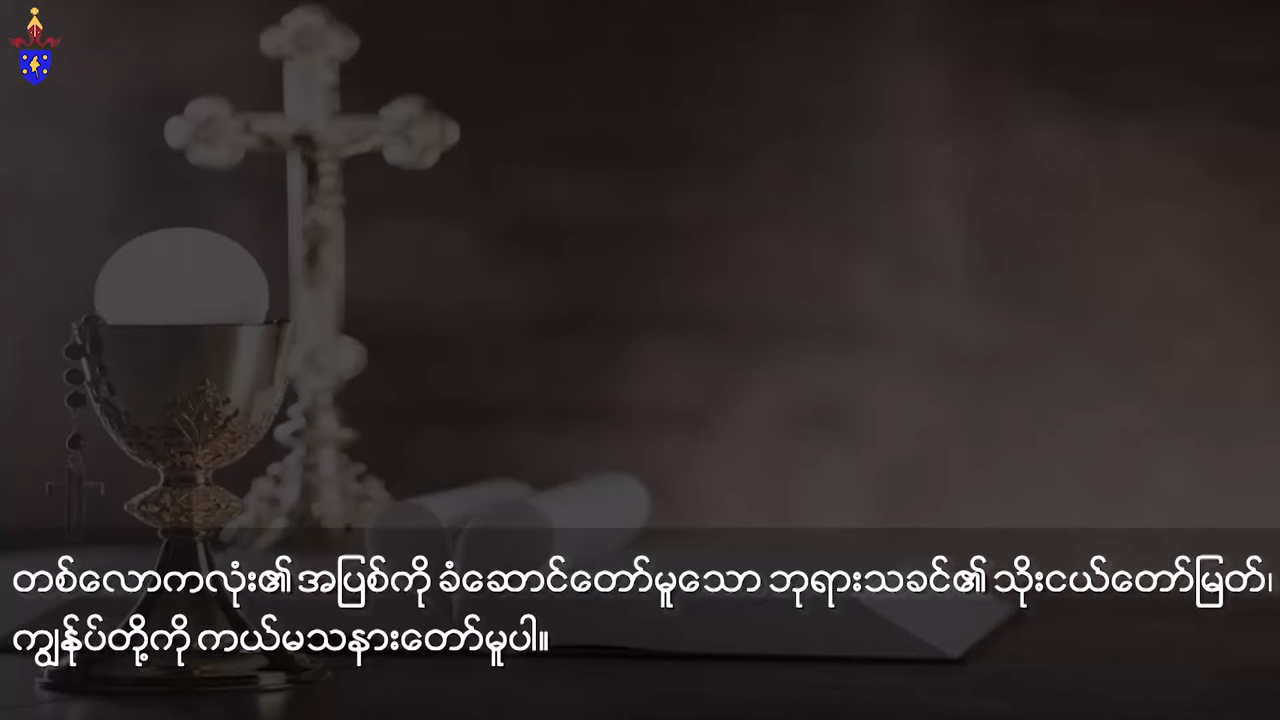 တစ်လောကလုံး၏ အပြစ်ကို ခံဆောင်တော်မူသော ဘုရားသခင်၏ သိုးငယ်တော်မြတ်၊
ကျွန်ုပ်တို့ကို ကယ်မသနားတော်မူပါ။